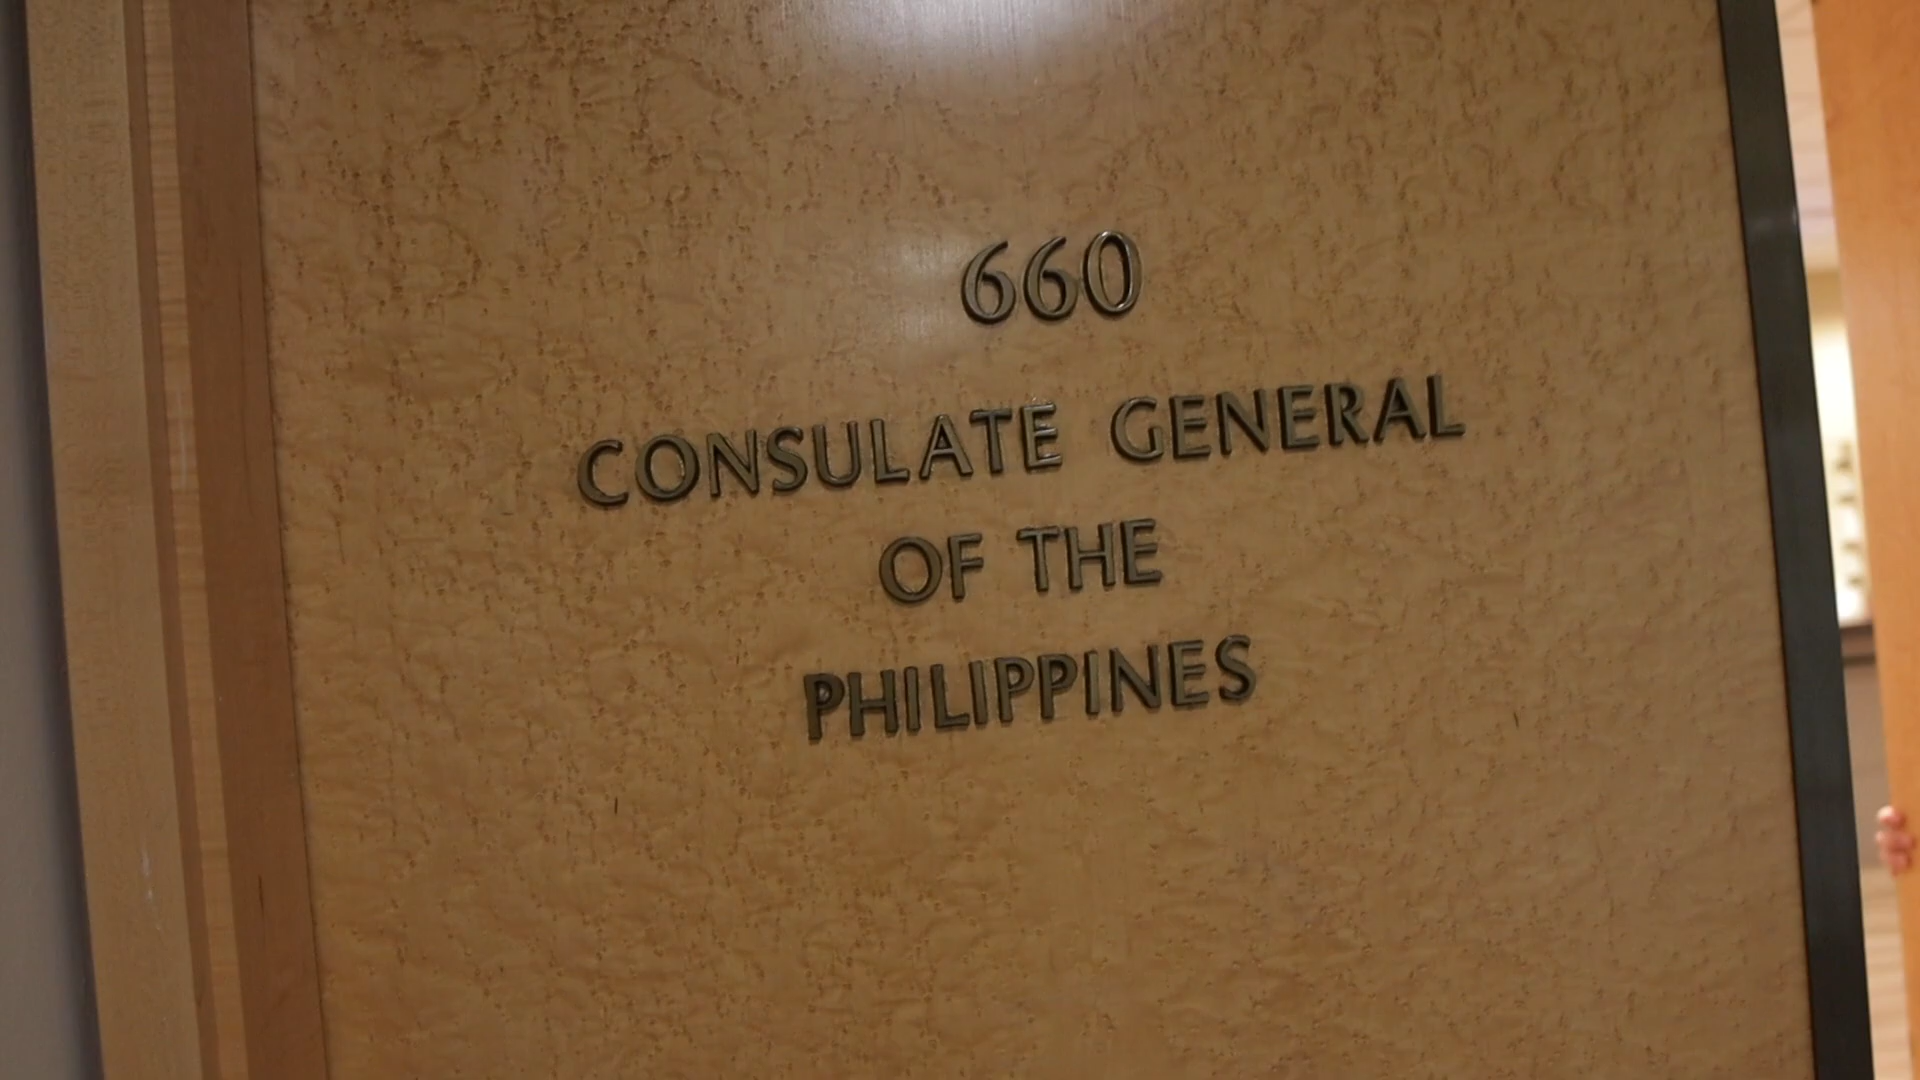 660
CONSULATE GENERAL
OF THE
PHILIPPINES